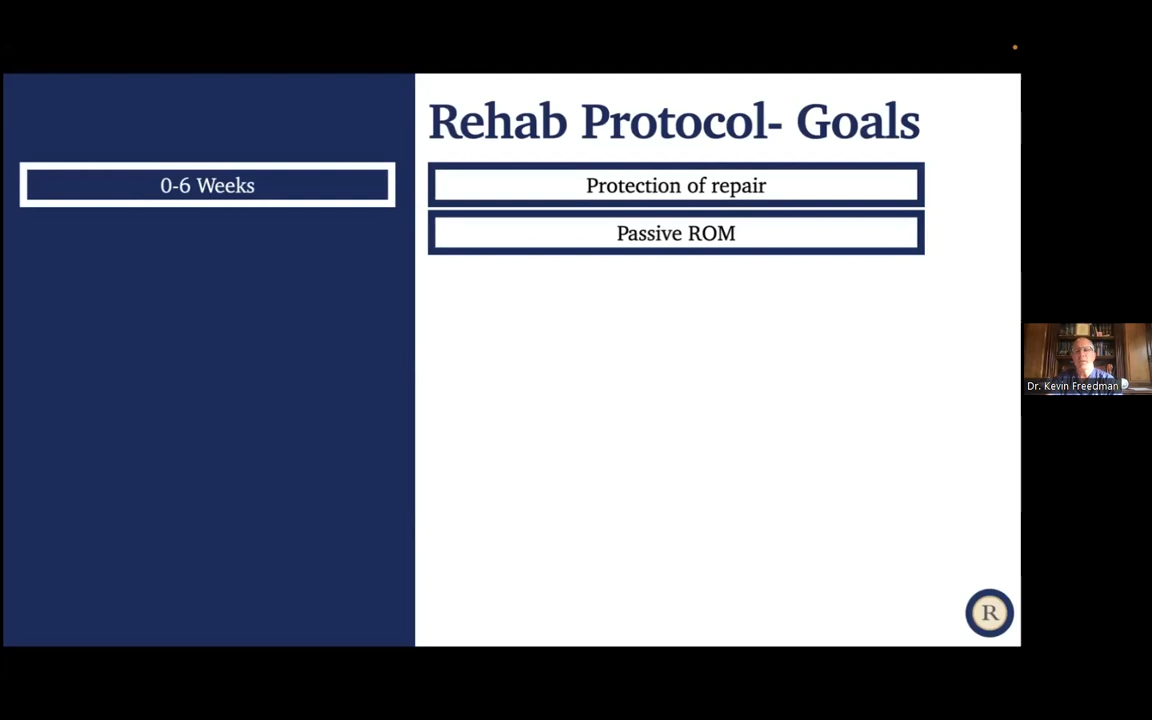 Rehab Protocol- Goals
0-6 Weeks
Protection of repair
Passive ROM
Dr. Kevin Freedman
R